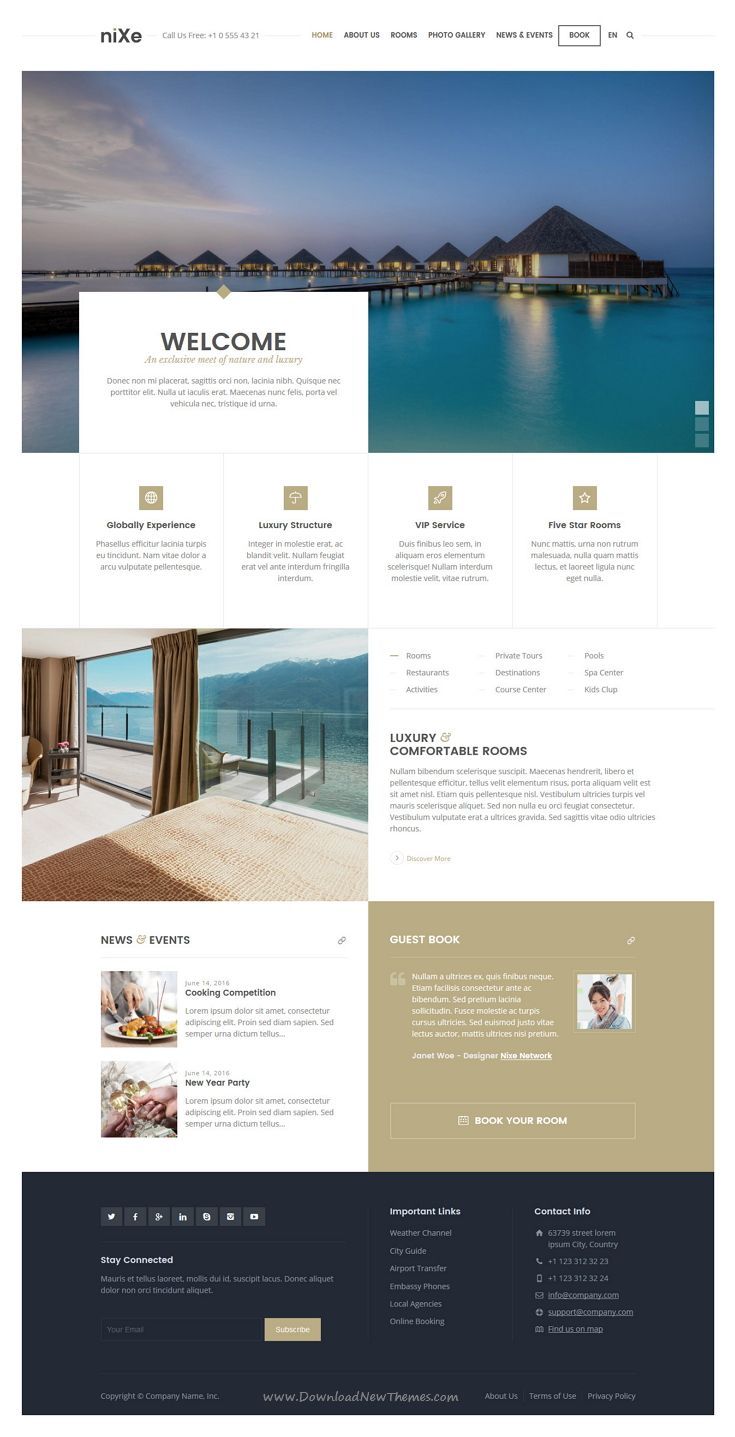 niXe
Call Us Free: +1 0 555 43 21
HOME ABOUT US ROOMS PHOTO GALLERY NEWS & EVENTS BOOK EN
WELCOME
An exclusive meet of nature and luxury
Donec non mi placerat, sagittis orci non, lacinia nibh. Quisque nec
porttitor elit. Nulla ut iaculis erat. Maecenas nunc felis, porta vel
vehicula nec, tristique id urna.
Globally Experience
Phasellus efficitur lacinia turpis
eu tincidunt. Nam vitae dolor a
arcu vulputate pellentesque.
Luxury Structure
Integer in molestie erat, ac
blandit velit. Nullam feugiat
erat vel ante interdum fringilla
interdum.
VIP Service
Duis finibus leo sem, in
aliquam eros elementum
scelerisque! Nullam interdum
molestie velit, vitae rutrum.
Five Star Rooms
Nunc mattis, urna non rutrum
malesuada, nulla quam mattis
lectus, et laoreet ligula nunc
eget nulla.
Rooms Private Tours Pools
Restaurants Destinations Spa Center
Activities Course Center Kids Clup
LUXURY &
COMFORTABLE ROOMS
Nullam bibendum scelerisque suscipit. Maecenas hendrerit, libero et
pellentesque efficitur, tellus velit elementum risus, porta aliquam velit est
sit amet nisl. Etiam quis pellentesque nisl. Vestibulum ultricies turpis vel
mauris scelerisque aliquet. Sed non nulla eu orci feugiat consectetur.
Vestibulum vulputate erat a ultrices gravida. Sed sagittis vitae odio ultricies
rhoncus.
Discover More
NEWS & EVENTS
June 14, 2016
Cooking Competition
Lorem ipsum dolor sit amet, consectetur
adipiscing elit. Proin sed diam sapien. Sed
semper urna dictum tellus...
June 14, 2016
New Year Party
Lorem ipsum dolor sit amet, consectetur
adipiscing elit. Proin sed diam sapien. Sed
semper urna dictum tellus...
GUEST BOOK
Nullam a ultrices ex, quis finibus neque.
Etiam facilisis consectetur ante ac
bibendum. Sed pretium lacinia
sollicitudin. Fusce molestie ac turpis
cursus ultricies. Sed euismod justo vitae
lectus auctor, mattis ultrices nisi pretium.
Janet Woe - Designer Nixe Network
BOOK YOUR ROOM
Stay Connected
Mauris et tellus laoreet, mollis dui id, suscipit lacus. Donec aliquet
dolor non orci tincidunt aliquet.
Your Email
Subscribe
Important Links
Weather Channel
City Guide
Airport Transfer
Embassy Phones
Local Agencies
Online Booking
Contact Info
63739 street lorem
ipsum City, Country
+1 123 312 32 23
+1 123 312 32 24
info@company.com
support@company.com
Find us on map
Copyright © Company Name, Inc.
www.DownloadNewThemes.com
About Us Terms of Use Privacy Policy